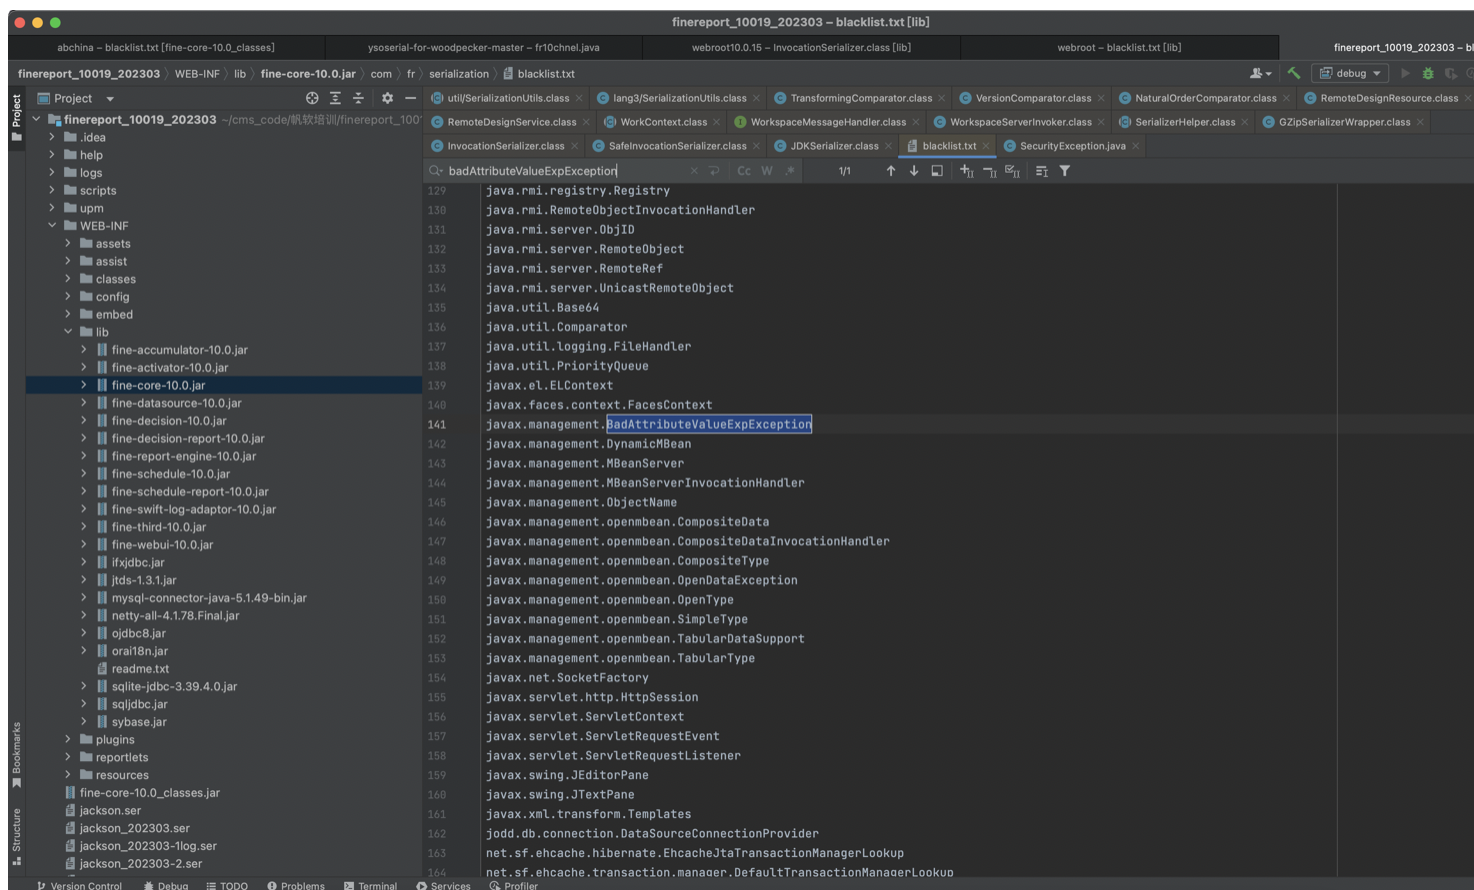 finereport_10019_202303 – blacklist.txt [lib]
abchina – blacklist.txt [fine-core-10.0_classes]
ysoserial-for-woodpecker-master – fr10chnel.java
webroot10.0.15 – InvocationSerializer.class [lib]
webroot – blacklist.txt [lib]
finereport_10019_202303 – bl
finereport_10019_202303 〉 WEB-INF 〉 lib 〉 fine-core-10.0.jar 〉 com 〉 fr 〉 serialization 〉 blacklist.txt
debug
Project
Project
util/SerializationUtils.class
lang3/SerializationUtils.class
TransformingComparator.class
VersionComparator.class
NaturalOrderComparator.class
RemoteDesignResource.class
finereport_10019_202303 ~/cms_code/帆软培训/finereport_100
RemoteDesignService.class
WorkContext.class
WorkspaceMessageHandler.class
WorkspaceServerInvoker.class
SerializerHelper.class
GZipSerializerWrapper.class
InvocationSerializer.class
SafeInvocationSerializer.class
JDKSerializer.class
blacklist.txt
SecurityException.java
badAttributeValueExpException
Cc W .* 1/1
.idea
help
logs
scripts
upm
WEB-INF
assets
assist
classes
config
embed
lib
fine-accumulator-10.0.jar
fine-activator-10.0.jar
fine-core-10.0.jar
fine-datasource-10.0.jar
fine-decision-10.0.jar
fine-decision-report-10.0.jar
fine-report-engine-10.0.jar
fine-schedule-10.0.jar
fine-schedule-report-10.0.jar
fine-swift-log-adaptor-10.0.jar
fine-third-10.0.jar
fine-webui-10.0.jar
ifxjdbc.jar
jtds-1.3.1.jar
mysql-connector-java-5.1.49-bin.jar
netty-all-4.1.78.Final.jar
ojdbc8.jar
orai18n.jar
readme.txt
sqlite-jdbc-3.39.4.0.jar
sqljdbc.jar
sybase.jar
plugins
reportlets
resources
fine-core-10.0_classes.jar
jackson.ser
jackson_202303.ser
jackson_202303-1log.ser
jackson_202303-2.ser
129 java.rmi.registry.Registry
130 java.rmi.RemoteObjectInvocationHandler
131 java.rmi.server.ObjID
132 java.rmi.server.RemoteObject
133 java.rmi.server.RemoteRef
134 java.rmi.server.UnicastRemoteObject
135 java.util.Base64
136 java.util.Comparator
137 java.util.logging.FileHandler
138 java.util.PriorityQueue
139 javax.el.ELContext
140 javax.faces.context.FacesContext
141 javax.management.BadAttributeValueExpException
142 javax.management.DynamicMBean
143 javax.management.MBeanServer
144 javax.management.MBeanServerInvocationHandler
145 javax.management.ObjectName
146 javax.management.openmbean.CompositeData
147 javax.management.openmbean.CompositeDataInvocationHandler
148 javax.management.openmbean.CompositeType
149 javax.management.openmbean.OpenDataException
150 javax.management.openmbean.OpenType
151 javax.management.openmbean.SimpleType
152 javax.management.openmbean.TabularDataSupport
153 javax.management.openmbean.TabularType
154 javax.net.SocketFactory
155 javax.servlet.http.HttpSession
156 javax.servlet.ServletContext
157 javax.servlet.ServletRequestEvent
158 javax.servlet.ServletRequestListener
159 javax.swing.JEditorPane
160 javax.swing.JTextPane
161 javax.xml.transform.Templates
162 jodd.db.connection.DataSourceConnectionProvider
163 net.sf.ehcache.hibernate.EhcacheJtaTransactionManagerLookup
164 net.sf.ehcache.transaction.manager.DefaultTransactionManagerLookup
Bookmarks
Structure
Version Control
Debug
TODO
Problems
Terminal
Services
Profiler